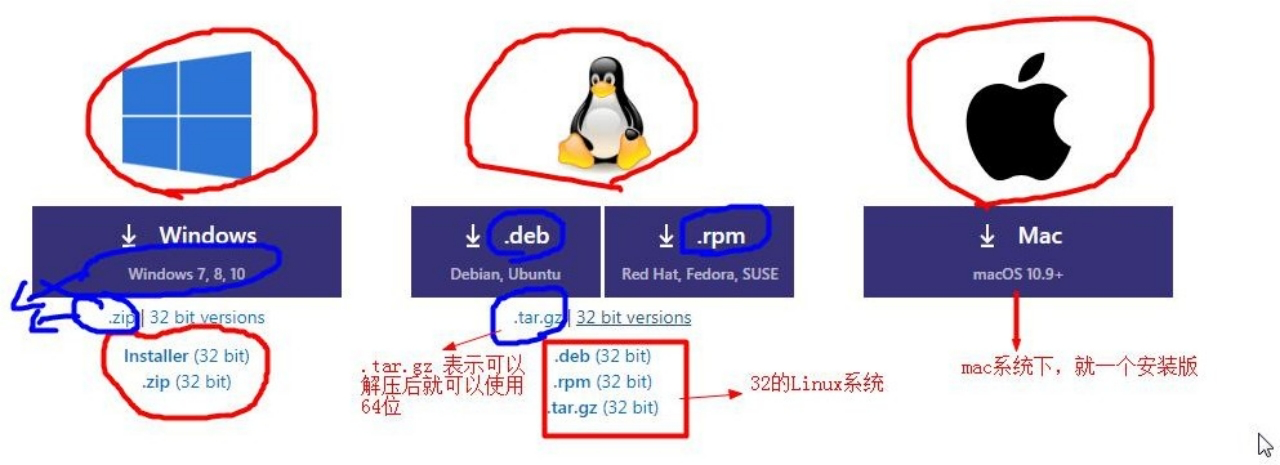 Windows
Windows 7, 8, 10
.zip | 32 bit versions
Installer (32 bit)
.zip (32 bit)
.deb
Debian, Ubuntu
.rpm
Red Hat, Fedora, SUSE
.tar.gz | 32 bit versions
.deb (32 bit)
.rpm (32 bit)
.tar.gz (32 bit)
.tar.gz 表示可以
解压后就可以使用
64位
32的Linux系统
Mac
macOS 10.9+
mac系统下，就一个安装版